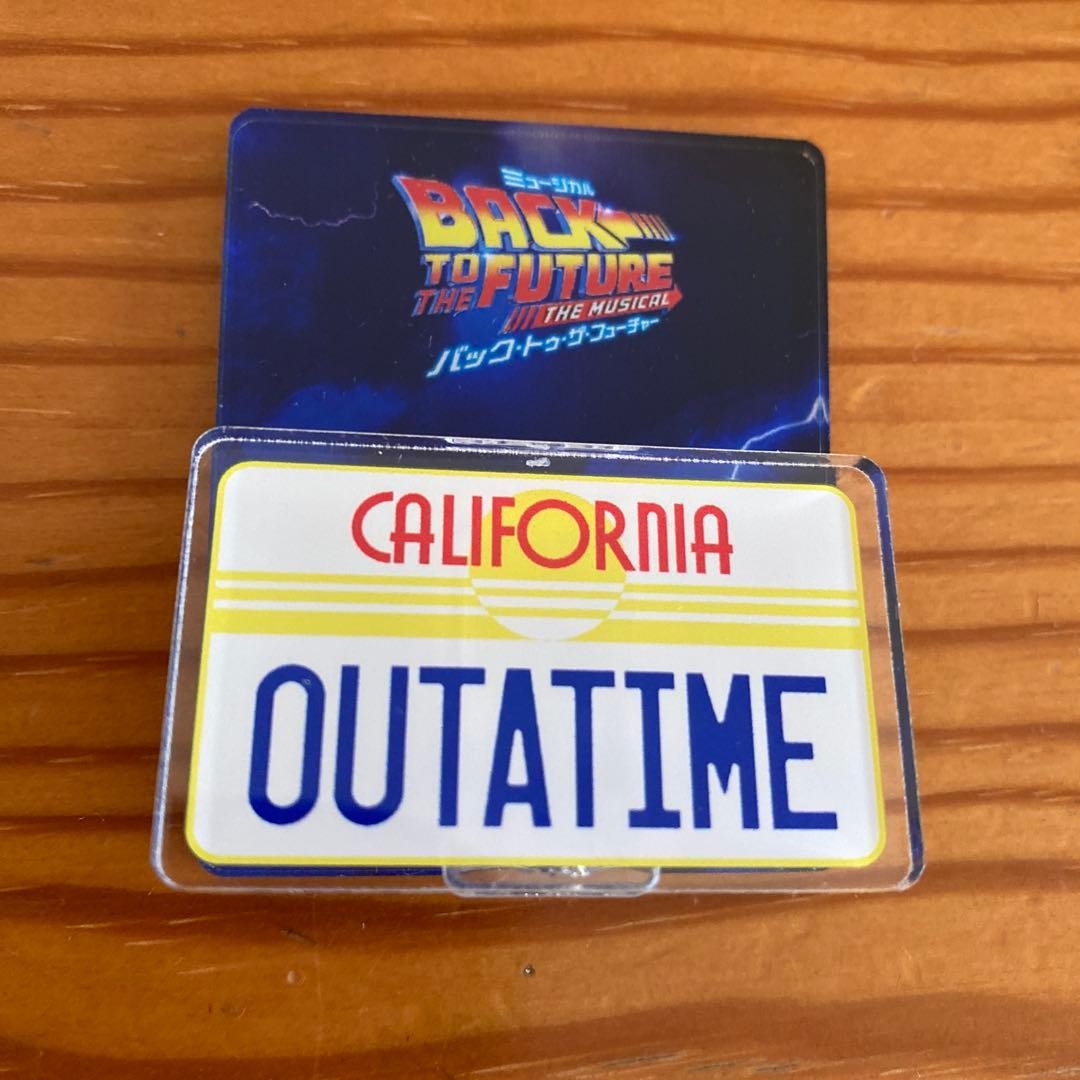 ミュージカル
BACK
TO THE FUTURE
THE MUSICAL
バック・トゥ・ザ・フューチャー
CALIFORNIA
OUTATIME